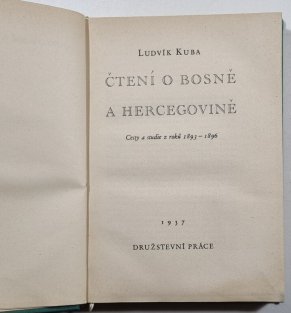 Ludvík Kuba
ČTENÍ O BOSNĚ
A HERCEGOVINĚ
Cesty a studie z roků 1893–1896
1937
DRUŽSTEVNÍ PRÁCE